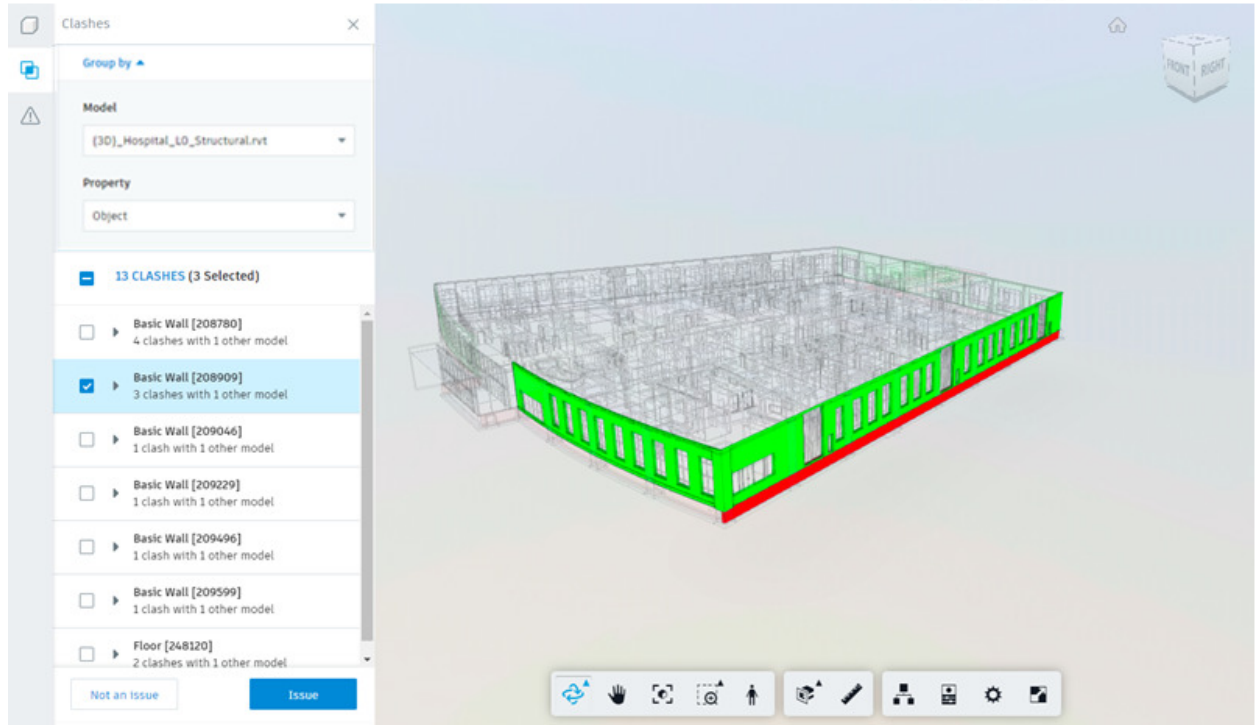 Clashes
Group by
Model
{3D}_Hospital_L0_Structural.rvt
Property
Object
13 CLASHES (3 Selected)
Basic Wall [208780]
4 clashes with 1 other model
Basic Wall [208909]
3 clashes with 1 other model
Basic Wall [209046]
1 clash with 1 other model
Basic Wall [209229]
1 clash with 1 other model
Basic Wall [209496]
1 clash with 1 other model
Basic Wall [209599]
1 clash with 1 other model
Floor [248120]
2 clashes with 1 other model
Not an issue
Issue
FRONT
RIGHT